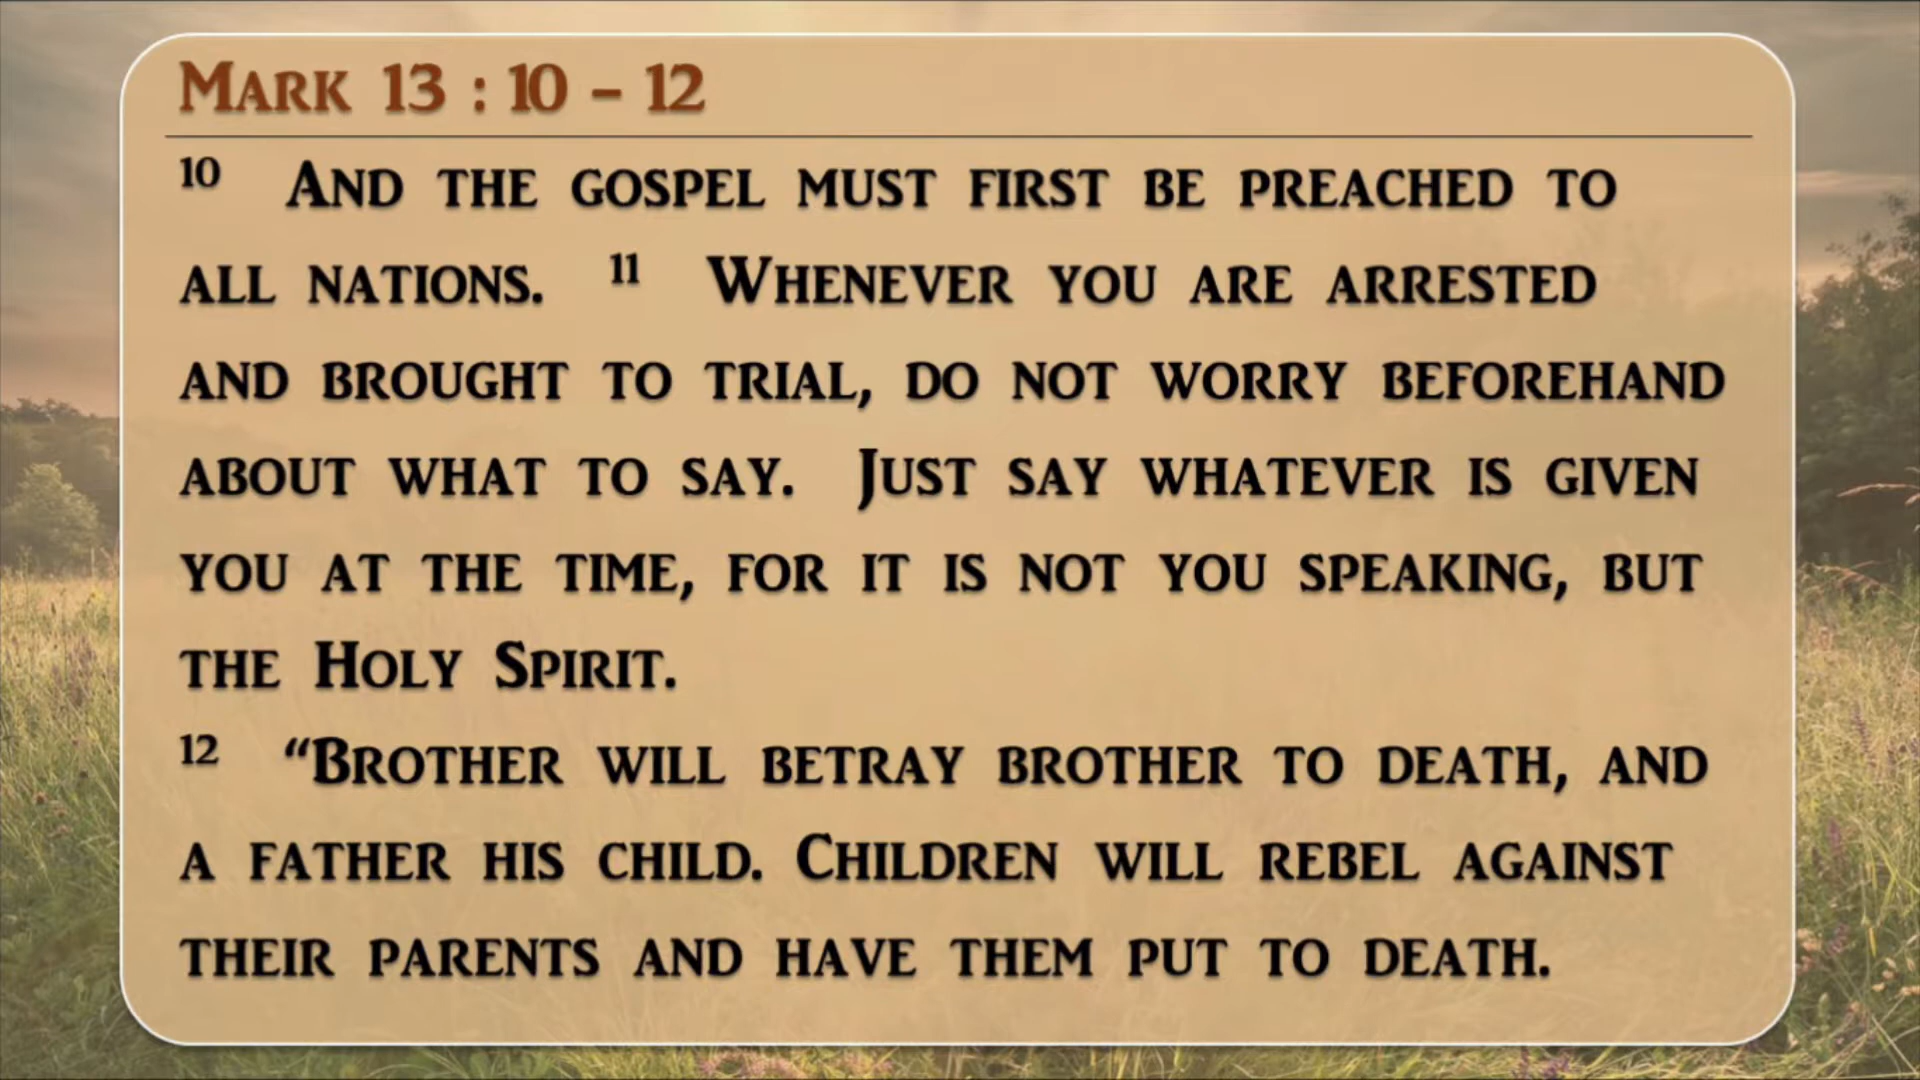 Mark 13 : 10 – 12
10 And the gospel must first be preached to
all nations. 11 Whenever you are arrested
and brought to trial, do not worry beforehand
about what to say. Just say whatever is given
you at the time, for it is not you speaking, but
the Holy Spirit.
12 “Brother will betray brother to death, and
a father his child. Children will rebel against
their parents and have them put to death.